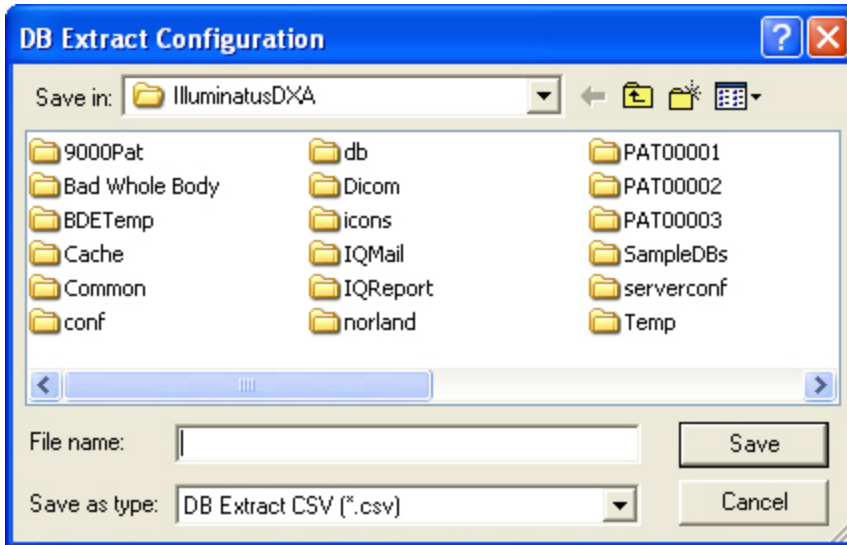 DB Extract Configuration
Save in: IlluminatusDXA
9000Pat db PAT00001
Bad Whole Body Dicom PAT00002
BDETemp icons PAT00003
Cache IQMail SampleDBs
Common IQReport serverconf
conf norland Temp
File name: Save
Save as type: DB Extract CSV (*.csv) Cancel